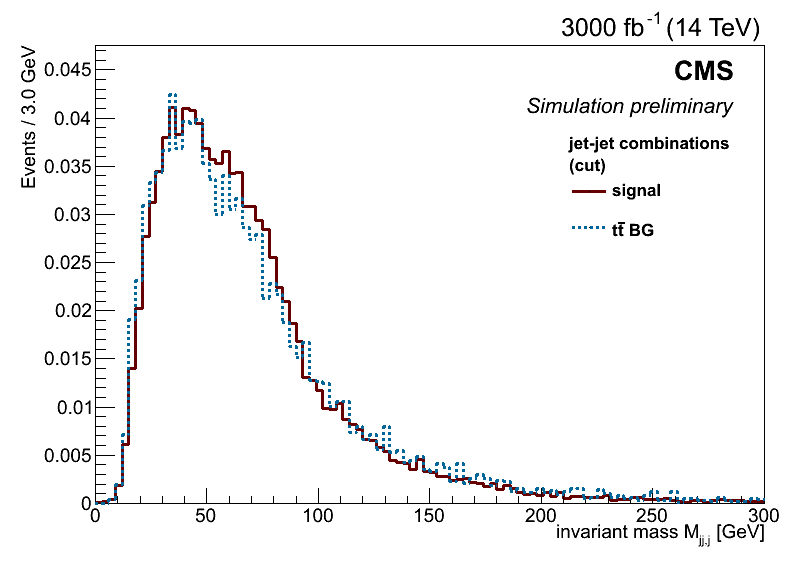 3000 fb⁻¹ (14 TeV)
CMS
Simulation preliminary
jet-jet combinations
(cut)
signal
tt̄ BG
Events / 3.0 GeV
0.045
0.04
0.035
0.03
0.025
0.02
0.015
0.01
0.005
0
0 50 100 150 200 250 300
invariant mass M_jj,j [GeV]